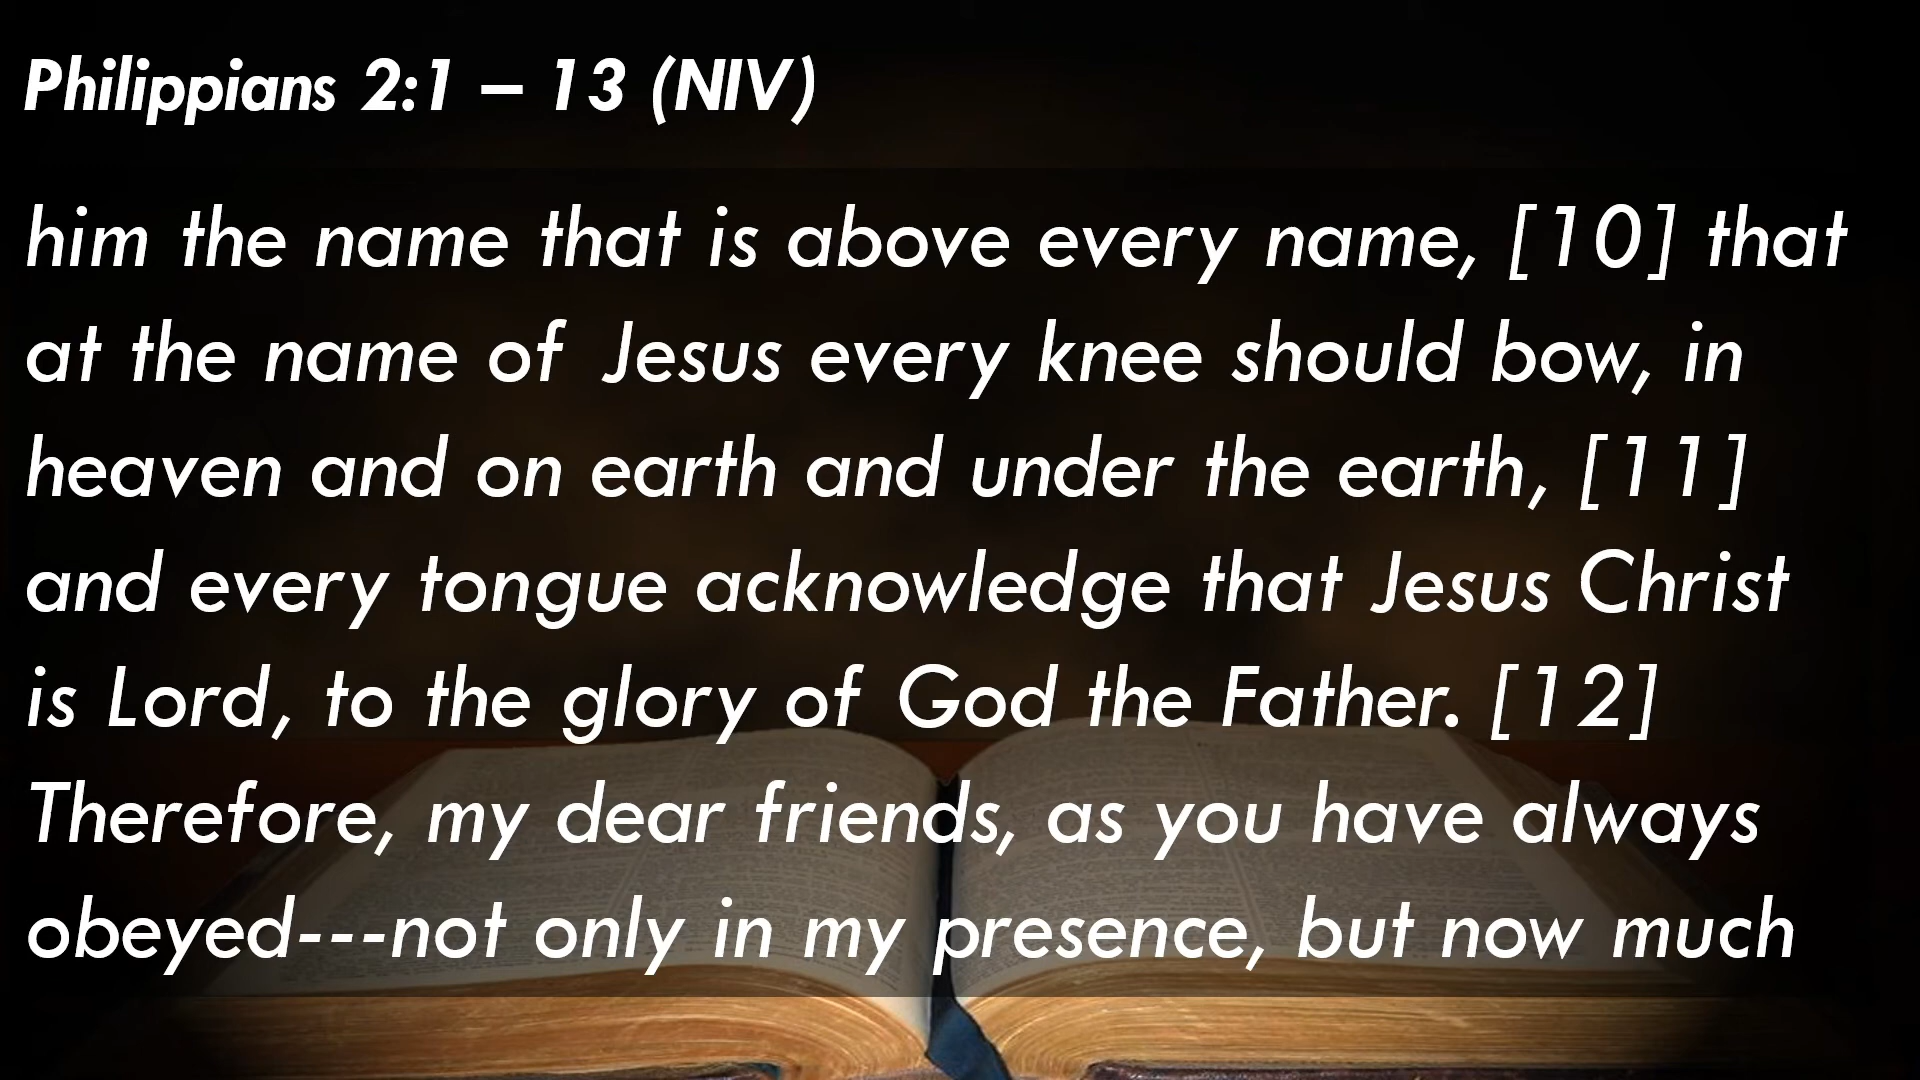 Philippians 2:1 – 13 (NIV)
him the name that is above every name, [10] that
at the name of Jesus every knee should bow, in
heaven and on earth and under the earth, [11]
and every tongue acknowledge that Jesus Christ
is Lord, to the glory of God the Father. [12]
Therefore, my dear friends, as you have always
obeyed---not only in my presence, but now much